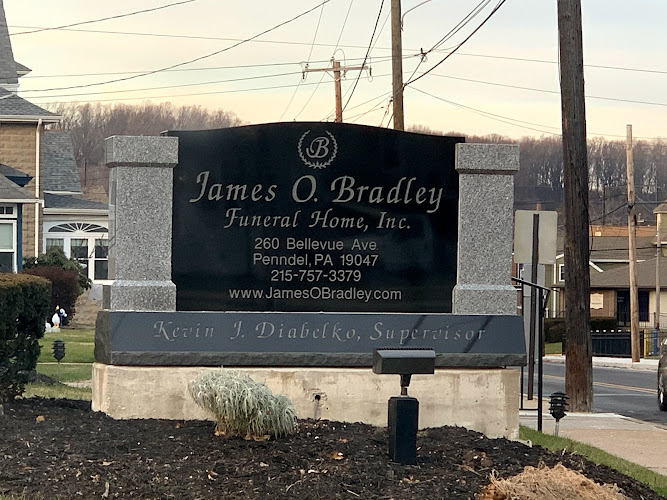 B
James O. Bradley
Funeral Home, Inc.
260 Bellevue Ave
Penndel, PA 19047
215-757-3379
www.JamesOBradley.com
Kevin J. Diabelko, Supervisor